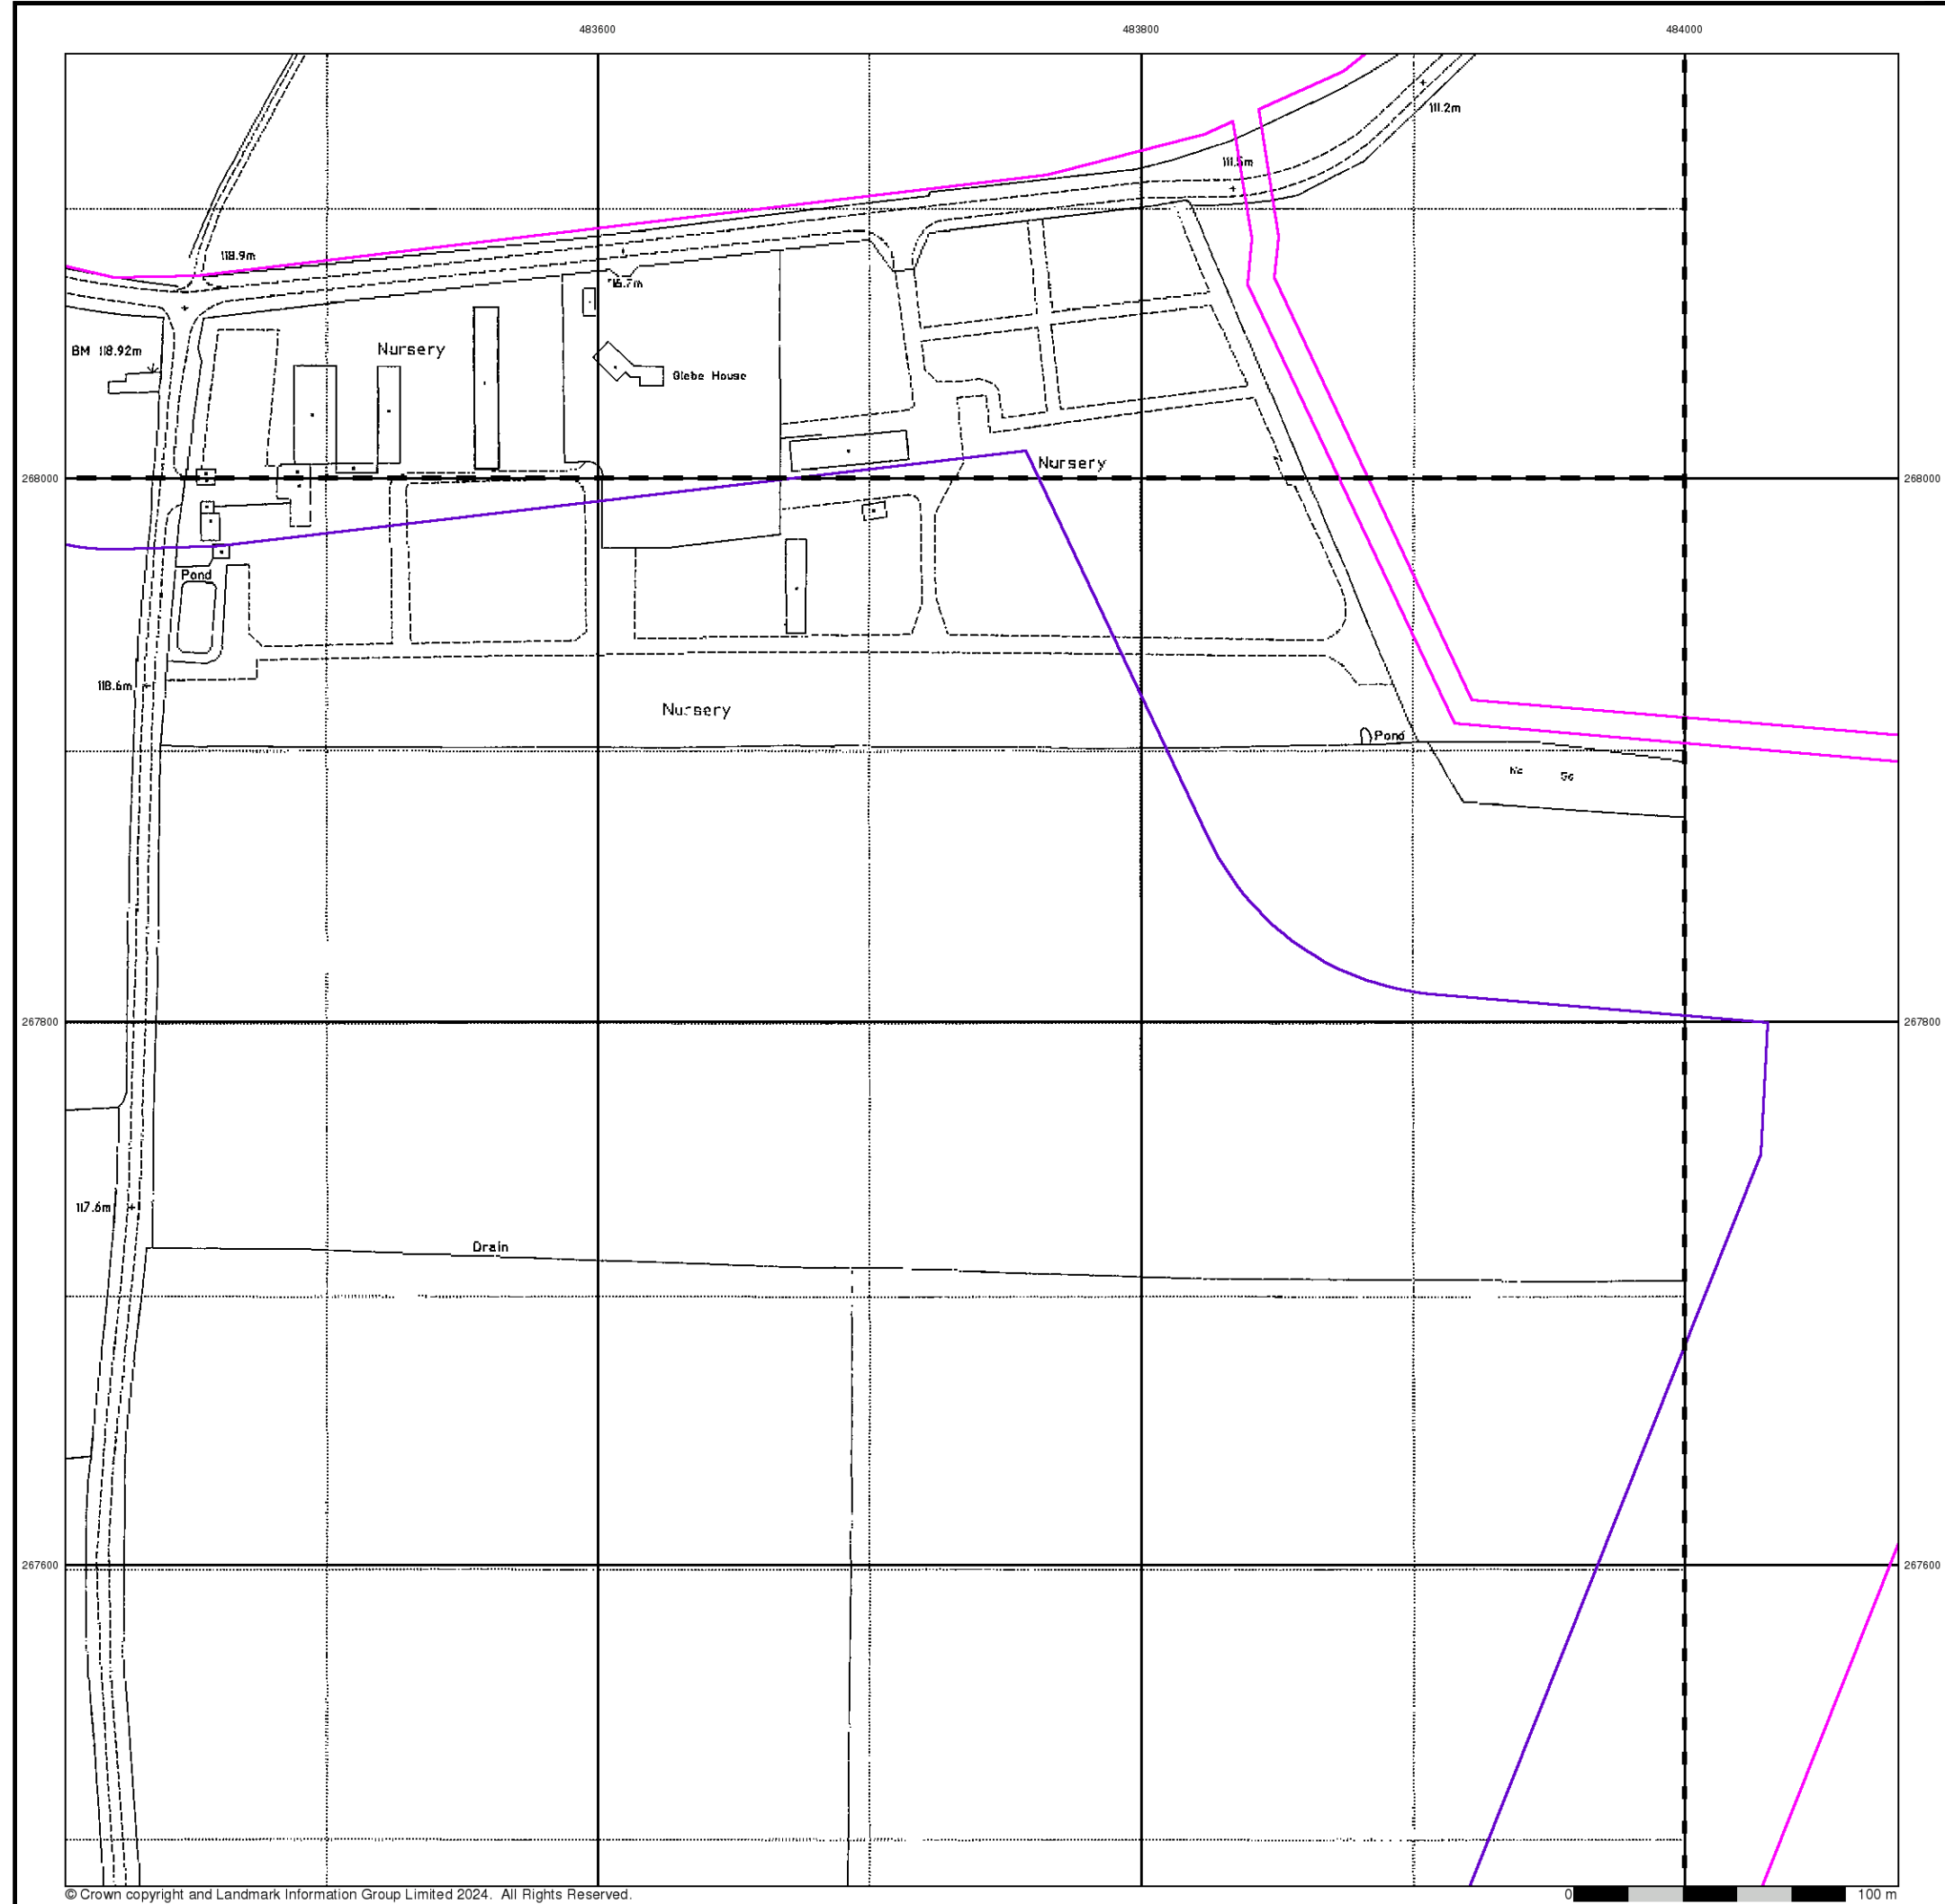 483600 483800 484000
111.2m
111.5m
118.9m
BM 118.92m
Nursery
Glebe House
Nursery
268000 268000
Pond
118.6m
Nursery
Pond
267800 267800
117.6m
Drain
267600 267600
© Crown copyright and Landmark Information Group Limited 2024. All Rights Reserved.
0 100 m